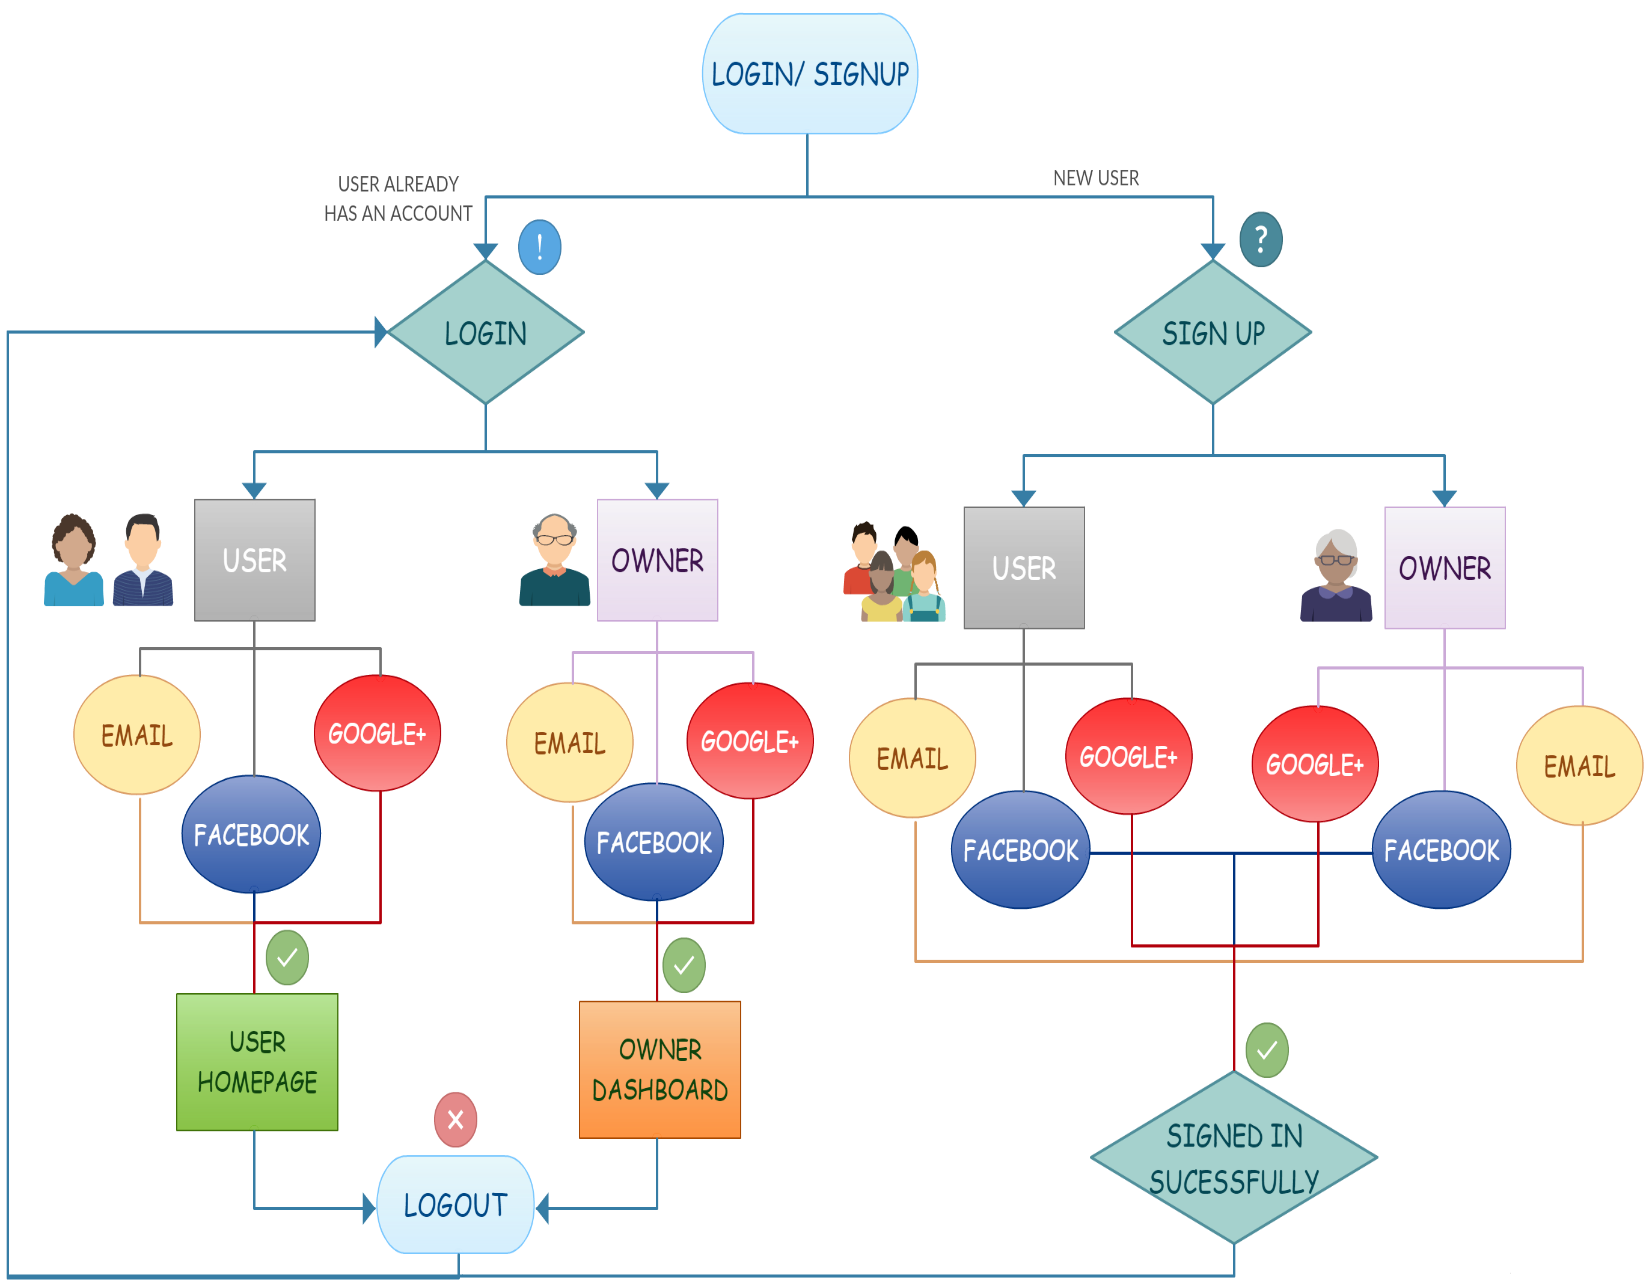 LOGIN/ SIGNUP
USER ALREADY
HAS AN ACCOUNT
NEW USER
!
?
LOGIN
SIGN UP
USER
OWNER
USER
OWNER
EMAIL
GOOGLE+
EMAIL
GOOGLE+
EMAIL
GOOGLE+
GOOGLE+
EMAIL
FACEBOOK
FACEBOOK
FACEBOOK
FACEBOOK
USER
HOMEPAGE
OWNER
DASHBOARD
SIGNED IN
SUCESSFULLY
LOGOUT